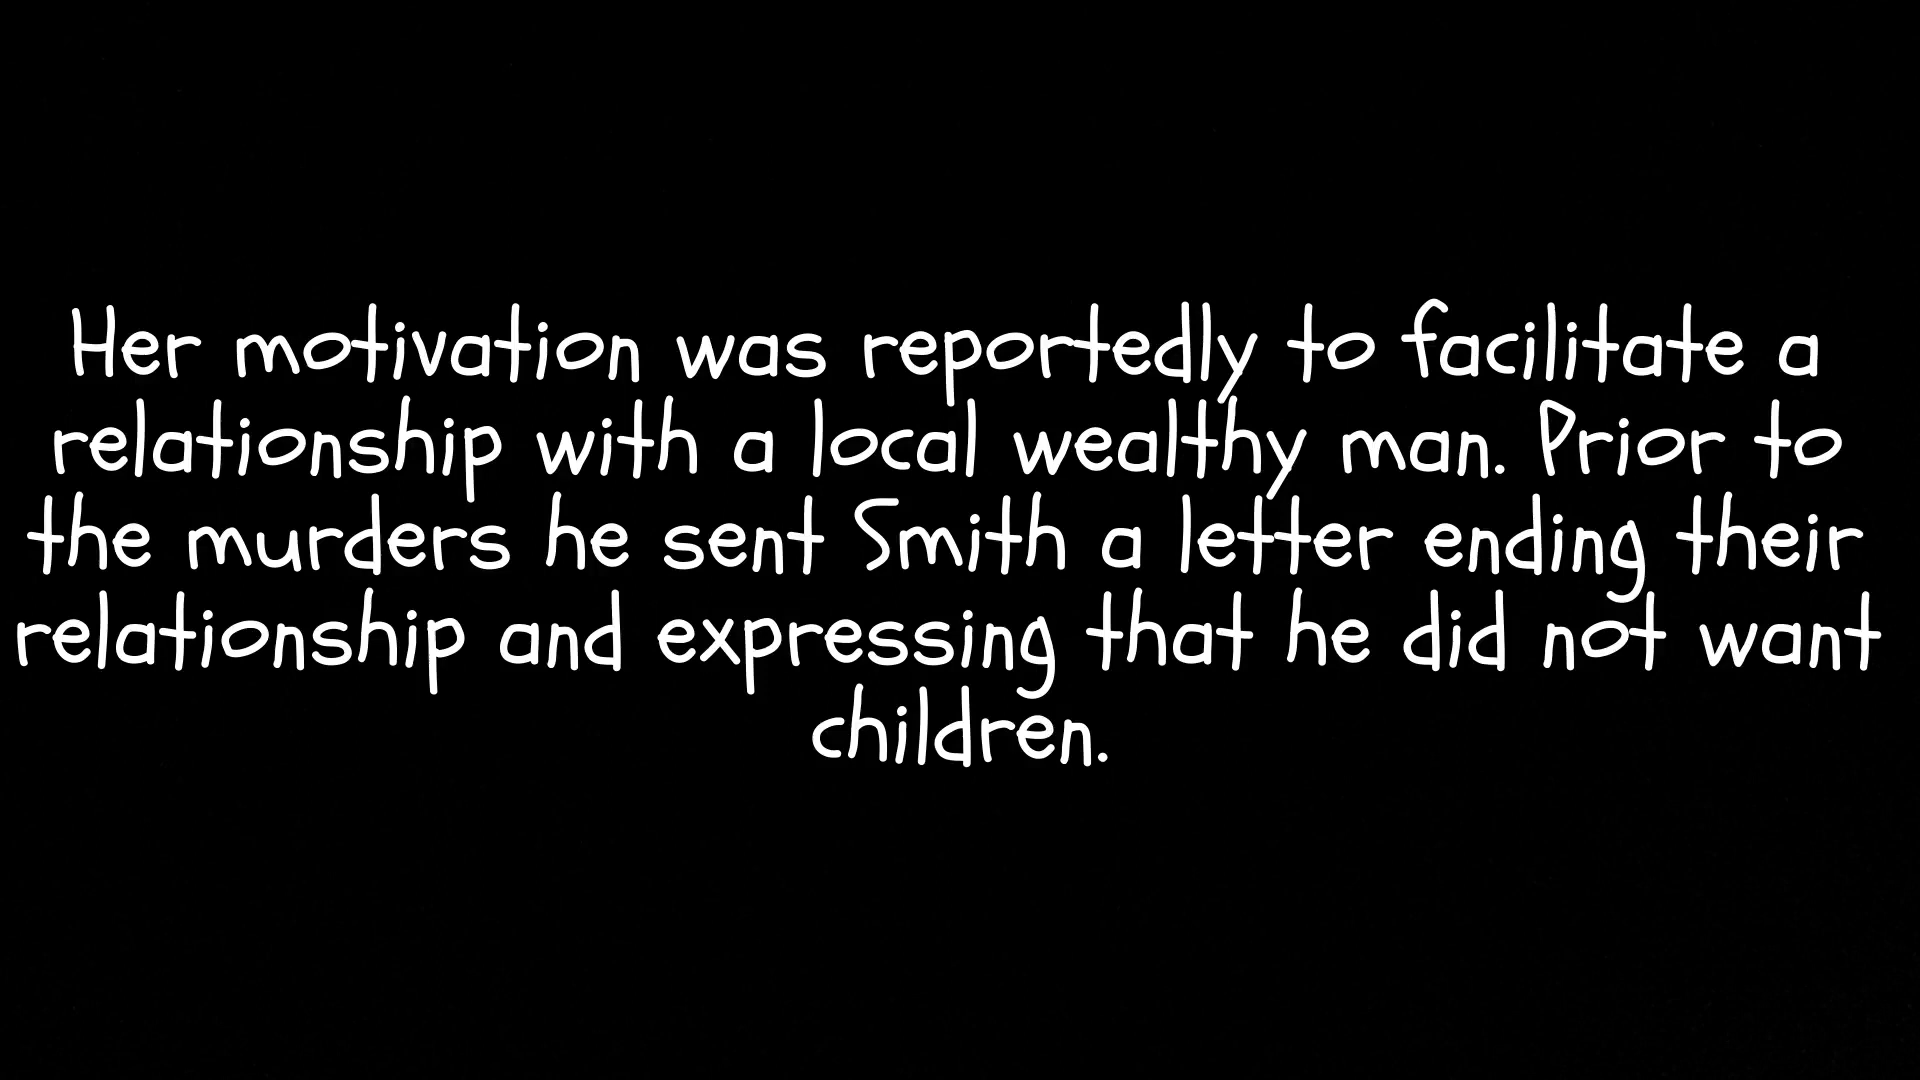 Her motivation was reportedly to facilitate a
relationship with a local wealthy man. Prior to
the murders he sent Smith a letter ending their
relationship and expressing that he did not want
children.